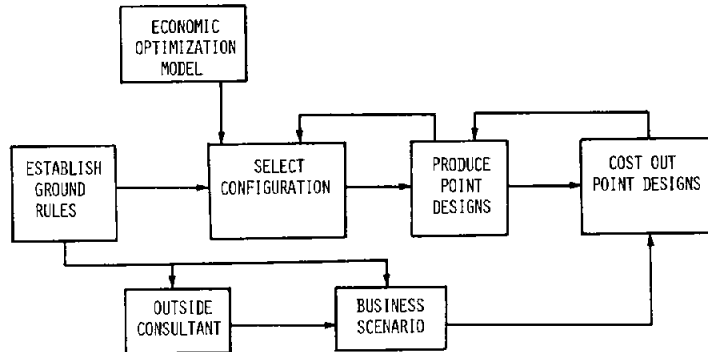 ECONOMIC
OPTIMIZATION
MODEL
ESTABLISH
GROUND
RULES
SELECT
CONFIGURATION
PRODUCE
POINT
DESIGNS
COST OUT
POINT DESIGNS
OUTSIDE
CONSULTANT
BUSINESS
SCENARIO